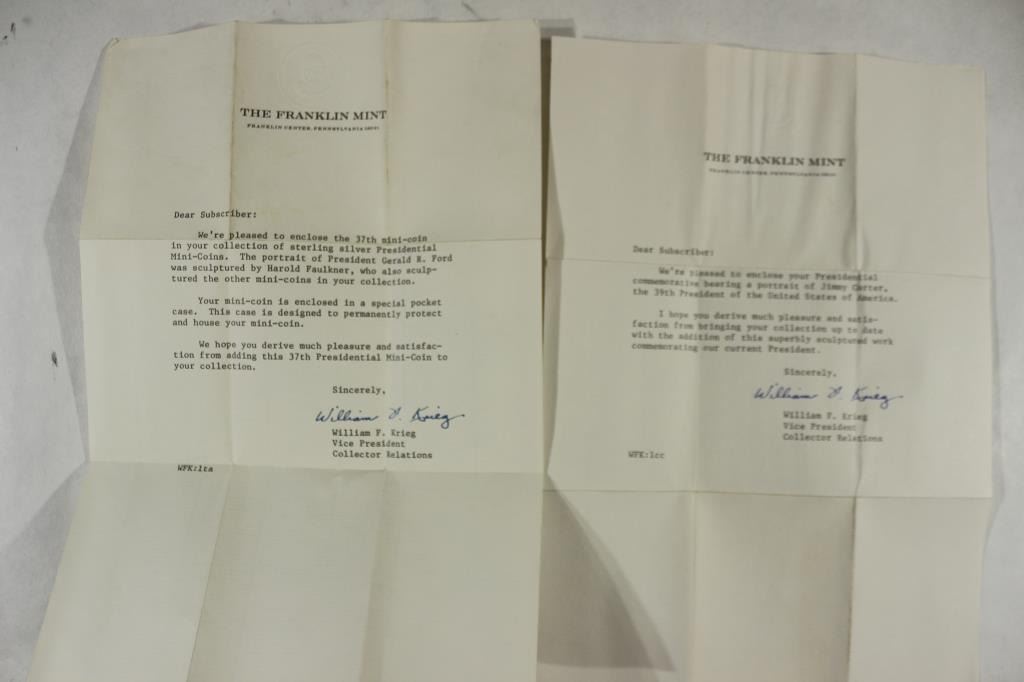 THE FRANKLIN MINT
FRANKLIN CENTER, PENNSYLVANIA
Dear Subscriber:
We're pleased to enclose the 37th mini-coin
in your collection of sterling silver Presidential
Mini-Coins. The portrait of President Gerald R. Ford
was sculptured by Harold Faulkner, who also sculp-
tured the other mini-coins in your collection.
Your mini-coin is enclosed in a special pocket
case. This case is designed to permanently protect
and house your mini-coin.
We hope you derive much pleasure and satisfac-
tion from adding this 37th Presidential Mini-Coin to
your collection.
Sincerely,
William F. Krieg
William F. Krieg
Vice President
Collector Relations
WFK:lta
THE FRANKLIN MINT
FRANKLIN CENTER, PENNSYLVANIA
Dear Subscriber:
We're pleased to enclose your Presidential
commemorative bearing a portrait of Jimmy Carter,
the 39th President of the United States of America.
I hope you derive much pleasure and satis-
faction from bringing your collection up to date
with the addition of this superbly sculptured work
commemorating our current President.
Sincerely,
William F. Krieg
William F. Krieg
Vice President
Collector Relations
WFK:lcc